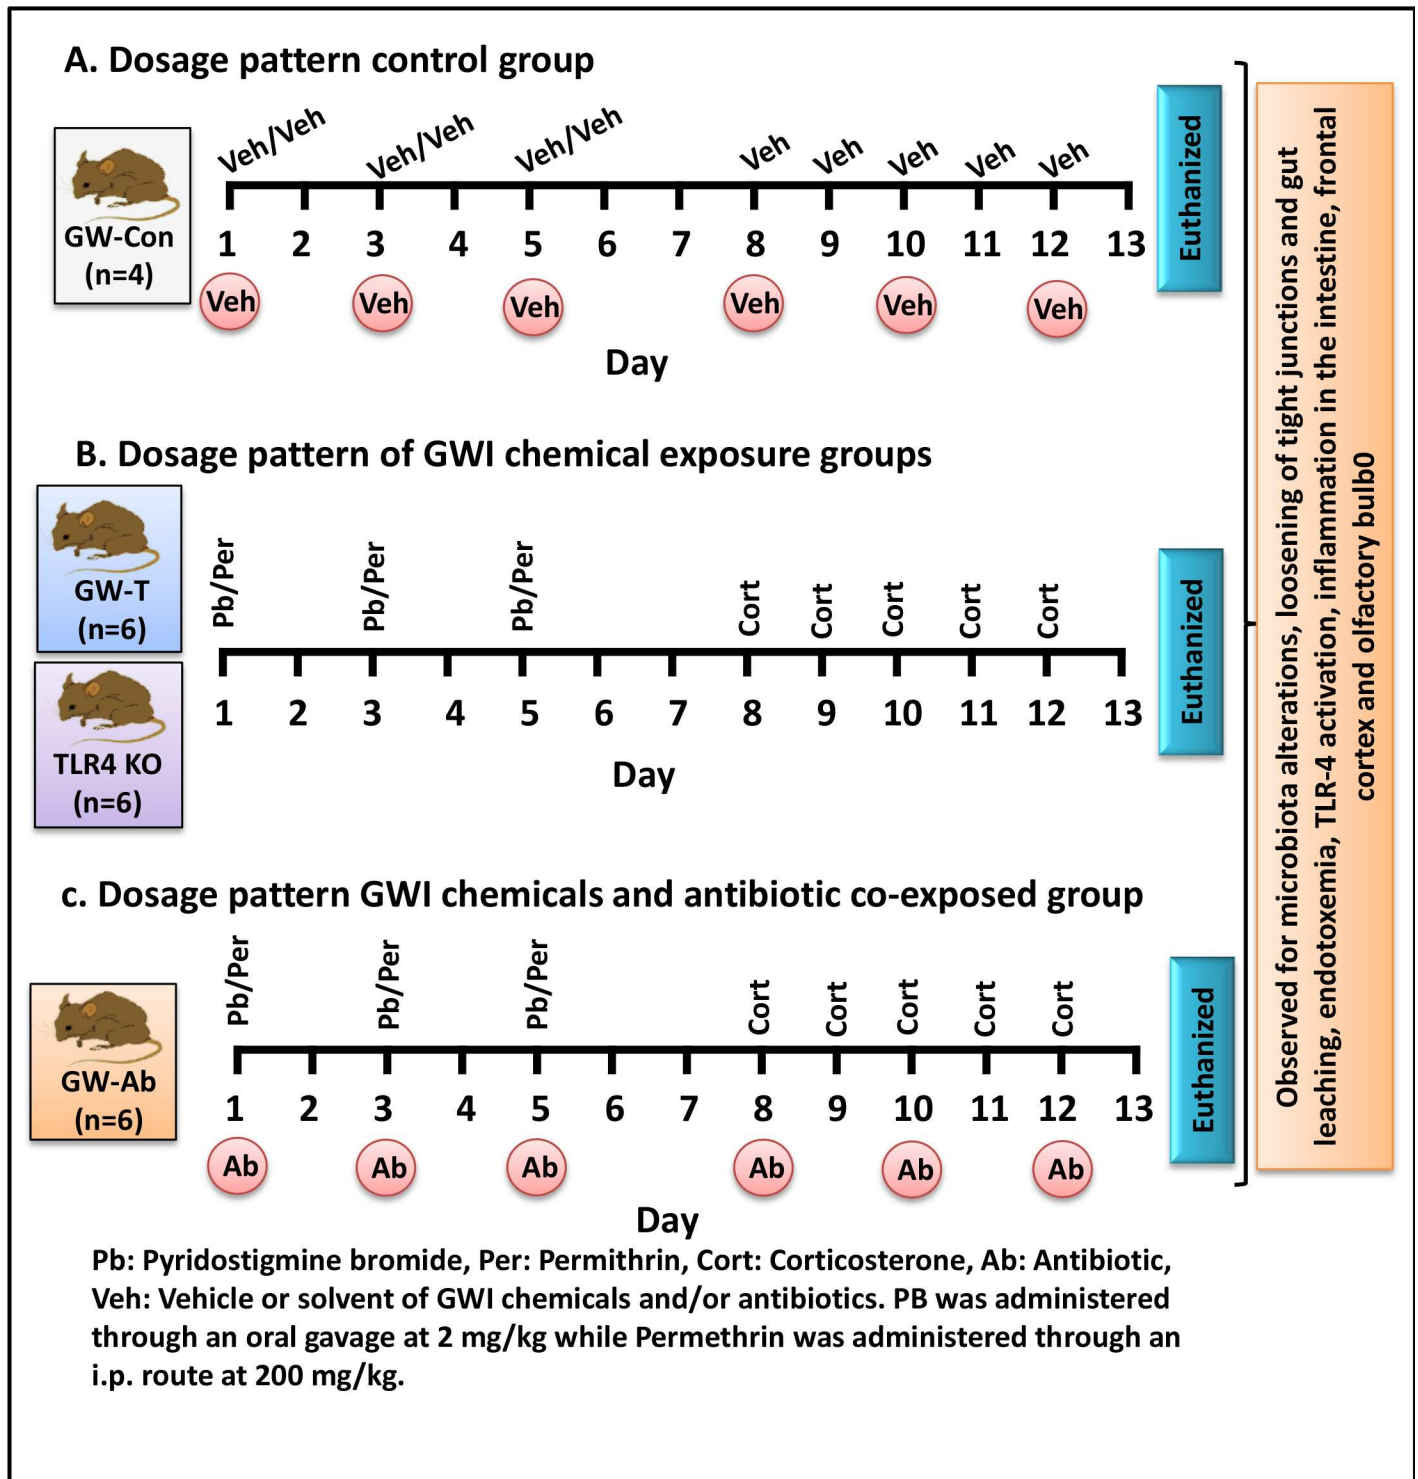 A. Dosage pattern control group
Veh/Veh Veh/Veh Veh/Veh Veh Veh Veh Veh Veh
GW-Con
(n=4)
1 2 3 4 5 6 7 8 9 10 11 12 13
Veh Veh Veh Veh Veh Veh
Day
Euthanized
B. Dosage pattern of GWI chemical exposure groups
GW-T
(n=6)
TLR4 KO
(n=6)
Pb/Per Pb/Per Pb/Per Cort Cort Cort Cort Cort
1 2 3 4 5 6 7 8 9 10 11 12 13
Day
Euthanized
c. Dosage pattern GWI chemicals and antibiotic co-exposed group
GW-Ab
(n=6)
Pb/Per Pb/Per Pb/Per Cort Cort Cort Cort Cort
1 2 3 4 5 6 7 8 9 10 11 12 13
Ab Ab Ab Ab Ab Ab
Day
Euthanized
Observed for microbiota alterations, loosening of tight junctions and gut
leaching, endotoxemia, TLR-4 activation, inflammation in the intestine, frontal
cortex and olfactory bulb0
Pb: Pyridostigmine bromide, Per: Permithrin, Cort: Corticosterone, Ab: Antibiotic,
Veh: Vehicle or solvent of GWI chemicals and/or antibiotics. PB was administered
through an oral gavage at 2 mg/kg while Permethrin was administered through an
i.p. route at 200 mg/kg.